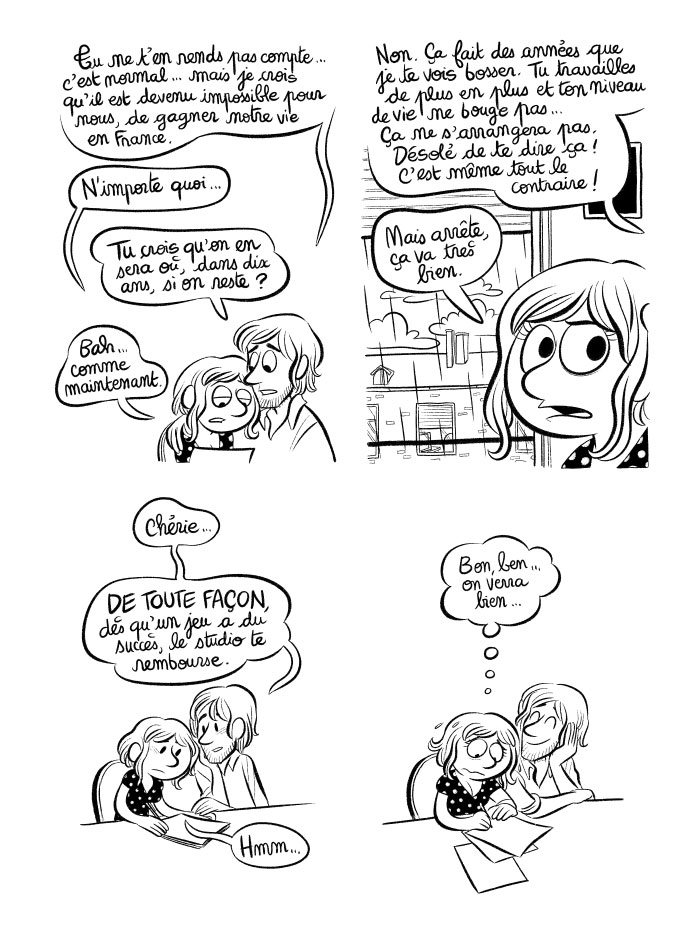 Tu ne t'en rends pas compte...
c'est normal... mais je crois
qu'il est devenu impossible pour
nous, de gagner notre vie
en France.
N'importe quoi...
Tu crois qu'on en
sera où, dans dix
ans, si on reste ?
Bah...
comme
maintenant.
Non. Ça fait des années que
je te vois bosser. Tu travailles
de plus en plus et ton niveau
de vie ne bouge pas...
Ça ne s'arrangera pas.
Désolé de te dire ça !
C'est même tout le
contraire !
Mais arrête,
ça va très
bien.
Chérie...
DE TOUTE FAÇON,
dès qu'un jeu a du
succès, le studio te
rembourse.
Hmm...
Bon, ben...
on verra
bien...